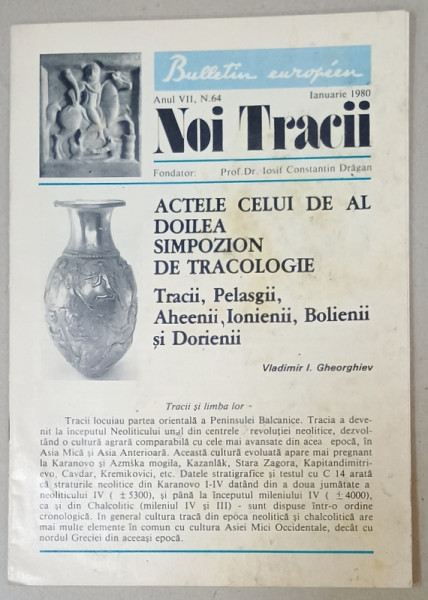 Bulletin européen
Anul VII, N.64 Ianuarie 1980
Noi Tracii
Fondator: Prof. Dr. Iosif Constantin Drăgan
ACTELE CELUI DE AL
DOILEA
SIMPOZION
DE TRACOLOGIE
Tracii, Pelasgii,
Aheenii, Ionienii, Bolienii
și Dorienii
Vladimir I. Gheorghiev
Tracii și limba lor -
Tracii locuiau partea orientală a Peninsulei Balcanice. Tracia a deve-
nit la începutul Neoliticului unul din centrele revoluției neolitice, dezvol-
tând o cultură agrară comparabilă cu cele mai avansate din acea epocă, în
Asia Mică și Asia Anterioară. Această cultură evoluată apare mai pregnant
la Karanovo și Azmiška mogila, Kazanlăk, Stara Zagora, Kapitandimitri-
evo, Cavdar, Kremikovici, etc. Datele stratigrafice și testul cu C 14 arată
că straturile neolitice din Karanovo I-IV datând din a doua jumătate a
neoliticului IV ( ±5300), și până la începutul mileniului IV ( ±4000),
ca și din Chalcolitic (mileniul IV și III) - sunt dispuse într-o ordine
cronologică. In general cultura tracă din epoca neolitică și chalcolitică are
mai multe elemente în comun cu cultura Asiei Mici Occidentale, decât cu
nordul Greciei din aceeași epocă.